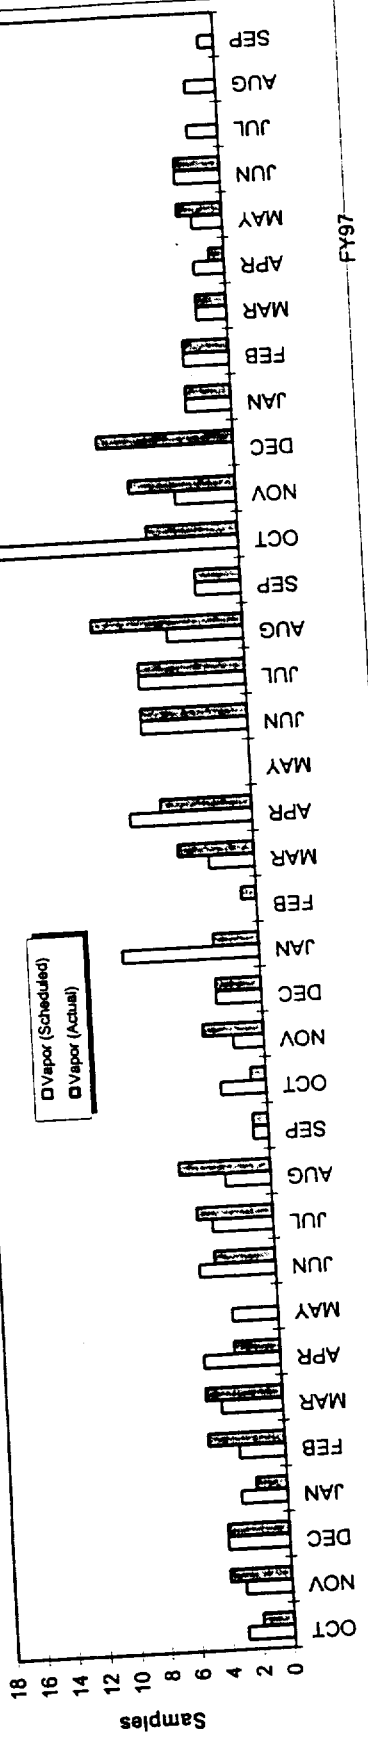 Vapor (Scheduled)
Vapor (Actual)
Samples
18
16
14
12
10
8
6
4
2
0
OCT
NOV
DEC
JAN
FEB
MAR
APR
MAY
JUN
JUL
AUG
SEP
OCT
NOV
DEC
JAN
FEB
MAR
APR
MAY
JUN
JUL
AUG
SEP
OCT
NOV
DEC
JAN
FEB
MAR
APR
MAY
JUN
JUL
AUG
SEP
FY97